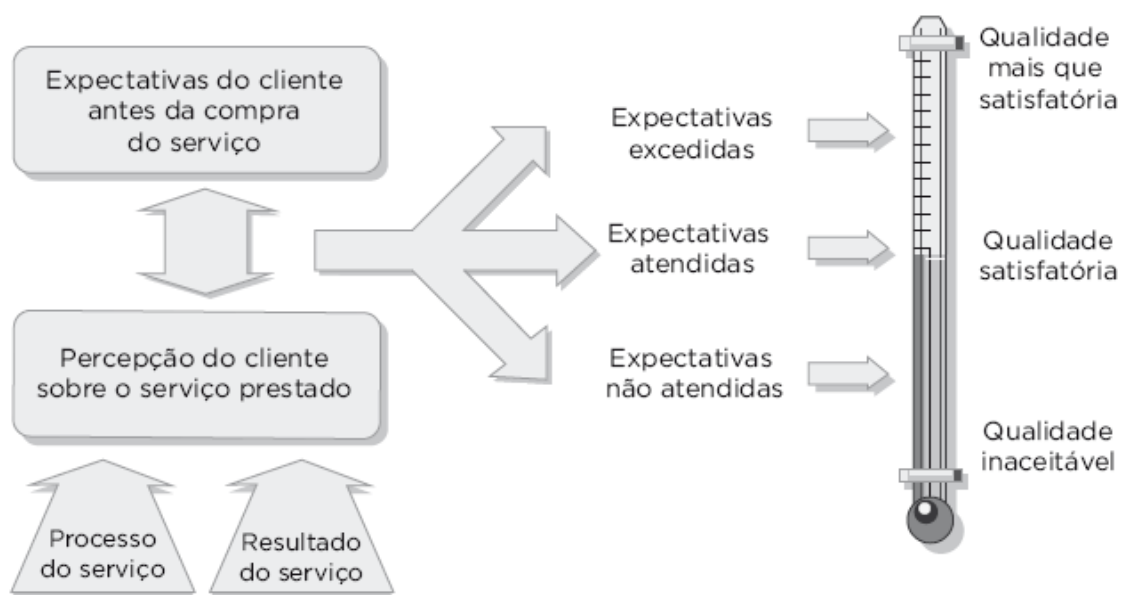 Expectativas do cliente
antes da compra
do serviço
Percepção do cliente
sobre o serviço prestado
Processo
do serviço
Resultado
do serviço
Expectativas
excedidas
Expectativas
atendidas
Expectativas
não atendidas
Qualidade
mais que
satisfatória
Qualidade
satisfatória
Qualidade
inaceitável